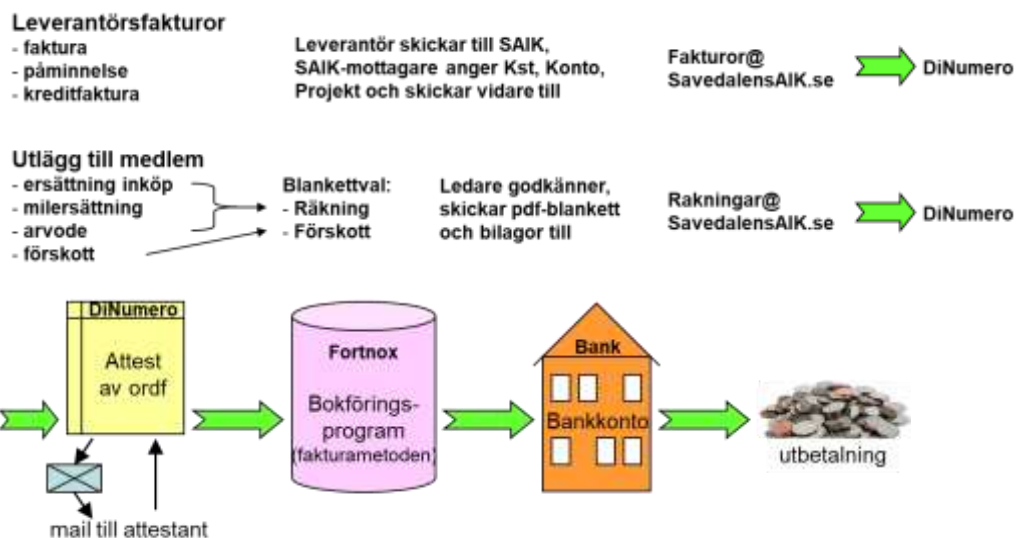 Leverantörsfakturor
- faktura
- påminnelse
- kreditfaktura
Leverantör skickar till SAIK,
SAIK-mottagare anger Kst, Konto,
Projekt och skickar vidare till
Fakturor@
SavedalensAIK.se
DiNumero
Utlägg till medlem
- ersättning inköp
- milersättning
- arvode
- förskott
Blankettval:
- Räkning
- Förskott
Ledare godkänner,
skickar pdf-blankett
och bilagor till
Rakningar@
SavedalensAIK.se
DiNumero
DiNumero
Attest
av ordf
mail till attestant
Fortnox
Bokförings-
program
(fakturametoden)
Bank
Bankkonto
utbetalning